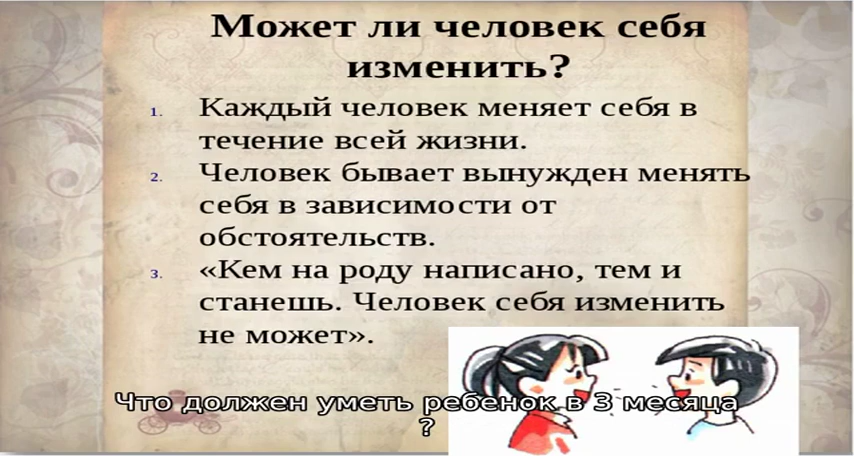 Может ли человек себя
изменить?
1. Каждый человек меняет себя в
течение всей жизни.
2. Человек бывает вынужден менять
себя в зависимости от
обстоятельств.
3. «Кем на роду написано, тем и
станешь. Человек себя изменить
не может».
Что должен уметь ребенок в 3 месяца
?